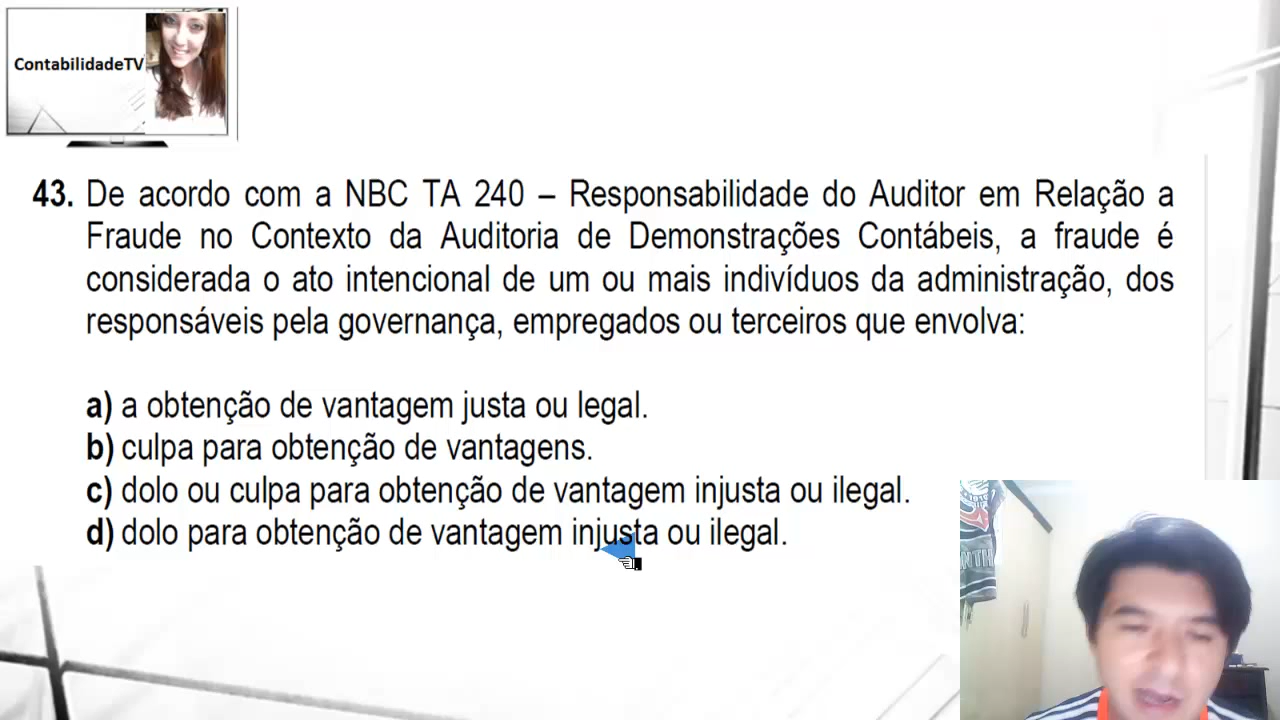 ContabilidadeTV
43. De acordo com a NBC TA 240 – Responsabilidade do Auditor em Relação a
Fraude no Contexto da Auditoria de Demonstrações Contábeis, a fraude é
considerada o ato intencional de um ou mais indivíduos da administração, dos
responsáveis pela governança, empregados ou terceiros que envolva:
a) a obtenção de vantagem justa ou legal.
b) culpa para obtenção de vantagens.
c) dolo ou culpa para obtenção de vantagem injusta ou ilegal.
d) dolo para obtenção de vantagem injusta ou ilegal.